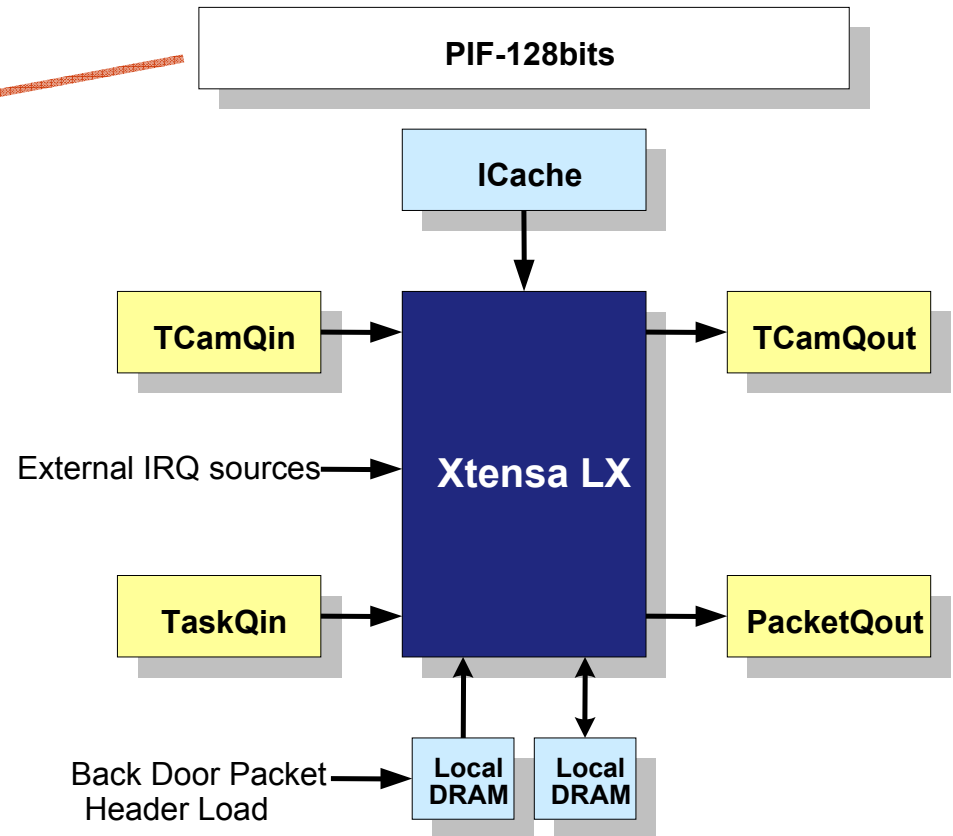 PIF-128bits
ICache
TCamQin
TCamQout
External IRQ sources
Xtensa LX
TaskQin
PacketQout
Back Door Packet
Header Load
Local
DRAM
Local
DRAM